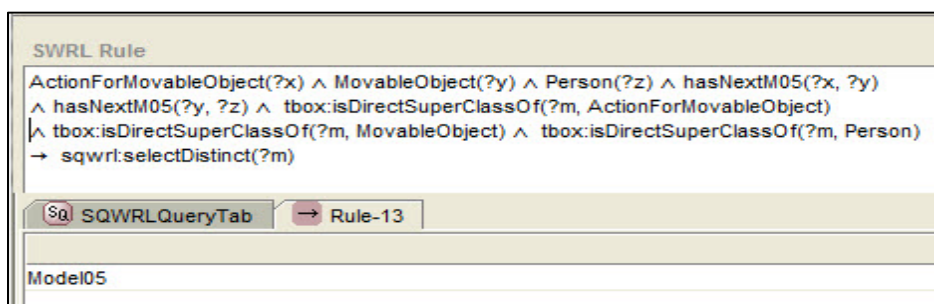 SWRL Rule
ActionForMovableObject(?x) ∧ MovableObject(?y) ∧ Person(?z) ∧ hasNextM05(?x, ?y)
∧ hasNextM05(?y, ?z) ∧ tbox:isDirectSuperClassOf(?m, ActionForMovableObject)
∧ tbox:isDirectSuperClassOf(?m, MovableObject) ∧ tbox:isDirectSuperClassOf(?m, Person)
→ sqwrl:selectDistinct(?m)
SQ SQWRLQueryTab → Rule-13
Model05